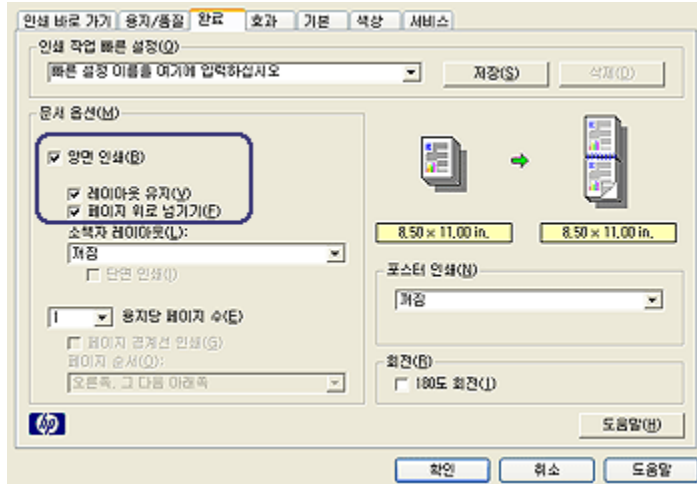 인쇄 바로 가기 용지/품질 완료 효과 기본 색상 서비스
인쇄 작업 빠른 설정(Q)
빠른 설정 이름을 여기에 입력하십시오 저장(S) 삭제(D)
문서 옵션(M)
양면 인쇄(B)
레이아웃 유지(V)
페이지 위로 넘기기(F)
소책자 레이아웃(L):
꺼짐
단면 인쇄(I)
1 용지당 페이지 수(E)
페이지 경계선 인쇄(G)
페이지 순서(O):
오른쪽, 그 다음 아래쪽
8.50 × 11.00 in. 8.50 × 11.00 in.
포스터 인쇄(N)
꺼짐
회전(R)
180도 회전(1)
hp
도움말(H)
확인 취소 도움말